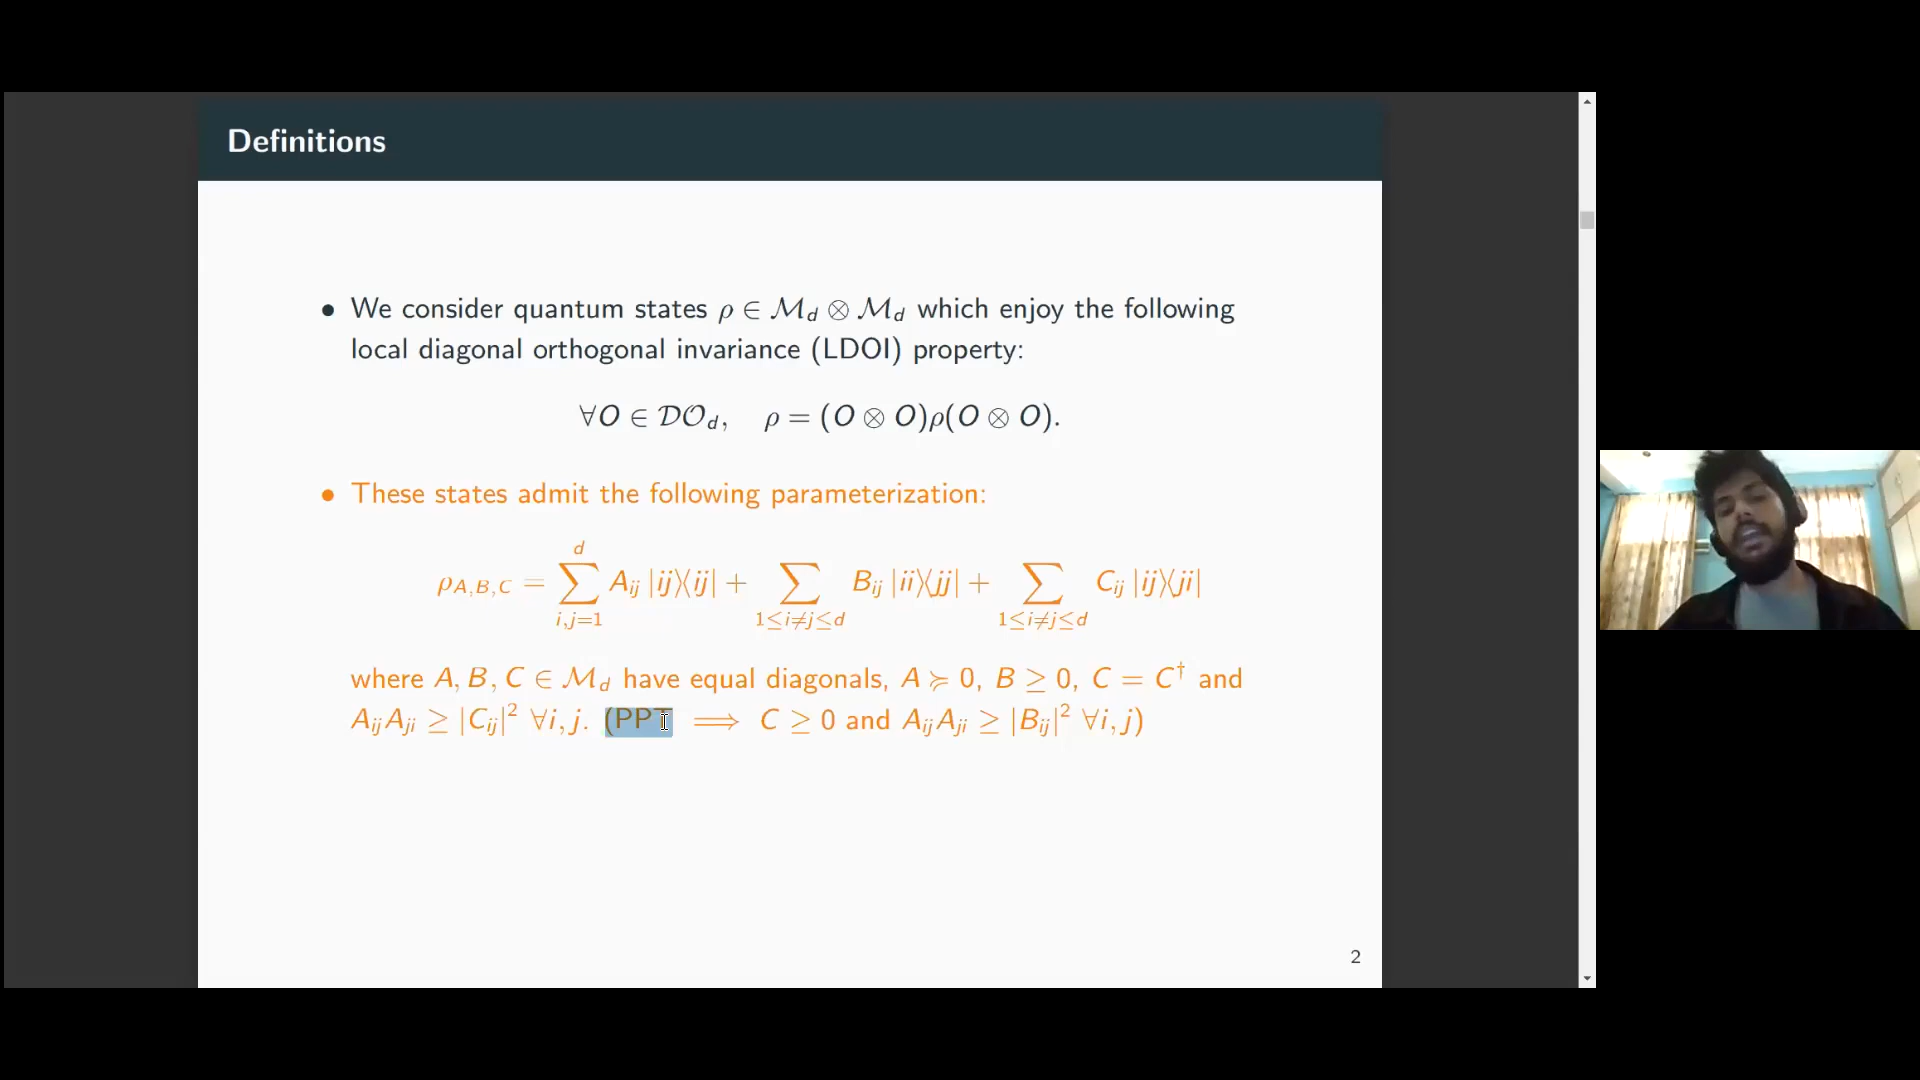 Definitions
• We consider quantum states ρ ∈ ℳ_d ⊗ ℳ_d which enjoy the following
local diagonal orthogonal invariance (LDOI) property:
∀O ∈ 𝒟𝒪_d,   ρ = (O ⊗ O)ρ(O ⊗ O).
• These states admit the following parameterization:
ρ_{A,B,C} = ∑_{i,j=1}^{d} A_{ij} |ij⟩⟨ij| + ∑_{1≤i≠j≤d} B_{ij} |ii⟩⟨jj| + ∑_{1≤i≠j≤d} C_{ij} |ij⟩⟨ji|
where A, B, C ∈ ℳ_d have equal diagonals, A ≽ 0, B ≥ 0, C = C^† and
A_{ij}A_{ji} ≥ |C_{ij}|² ∀i, j. (PPT ⟹ C ≥ 0 and A_{ij}A_{ji} ≥ |B_{ij}|² ∀i, j)
2